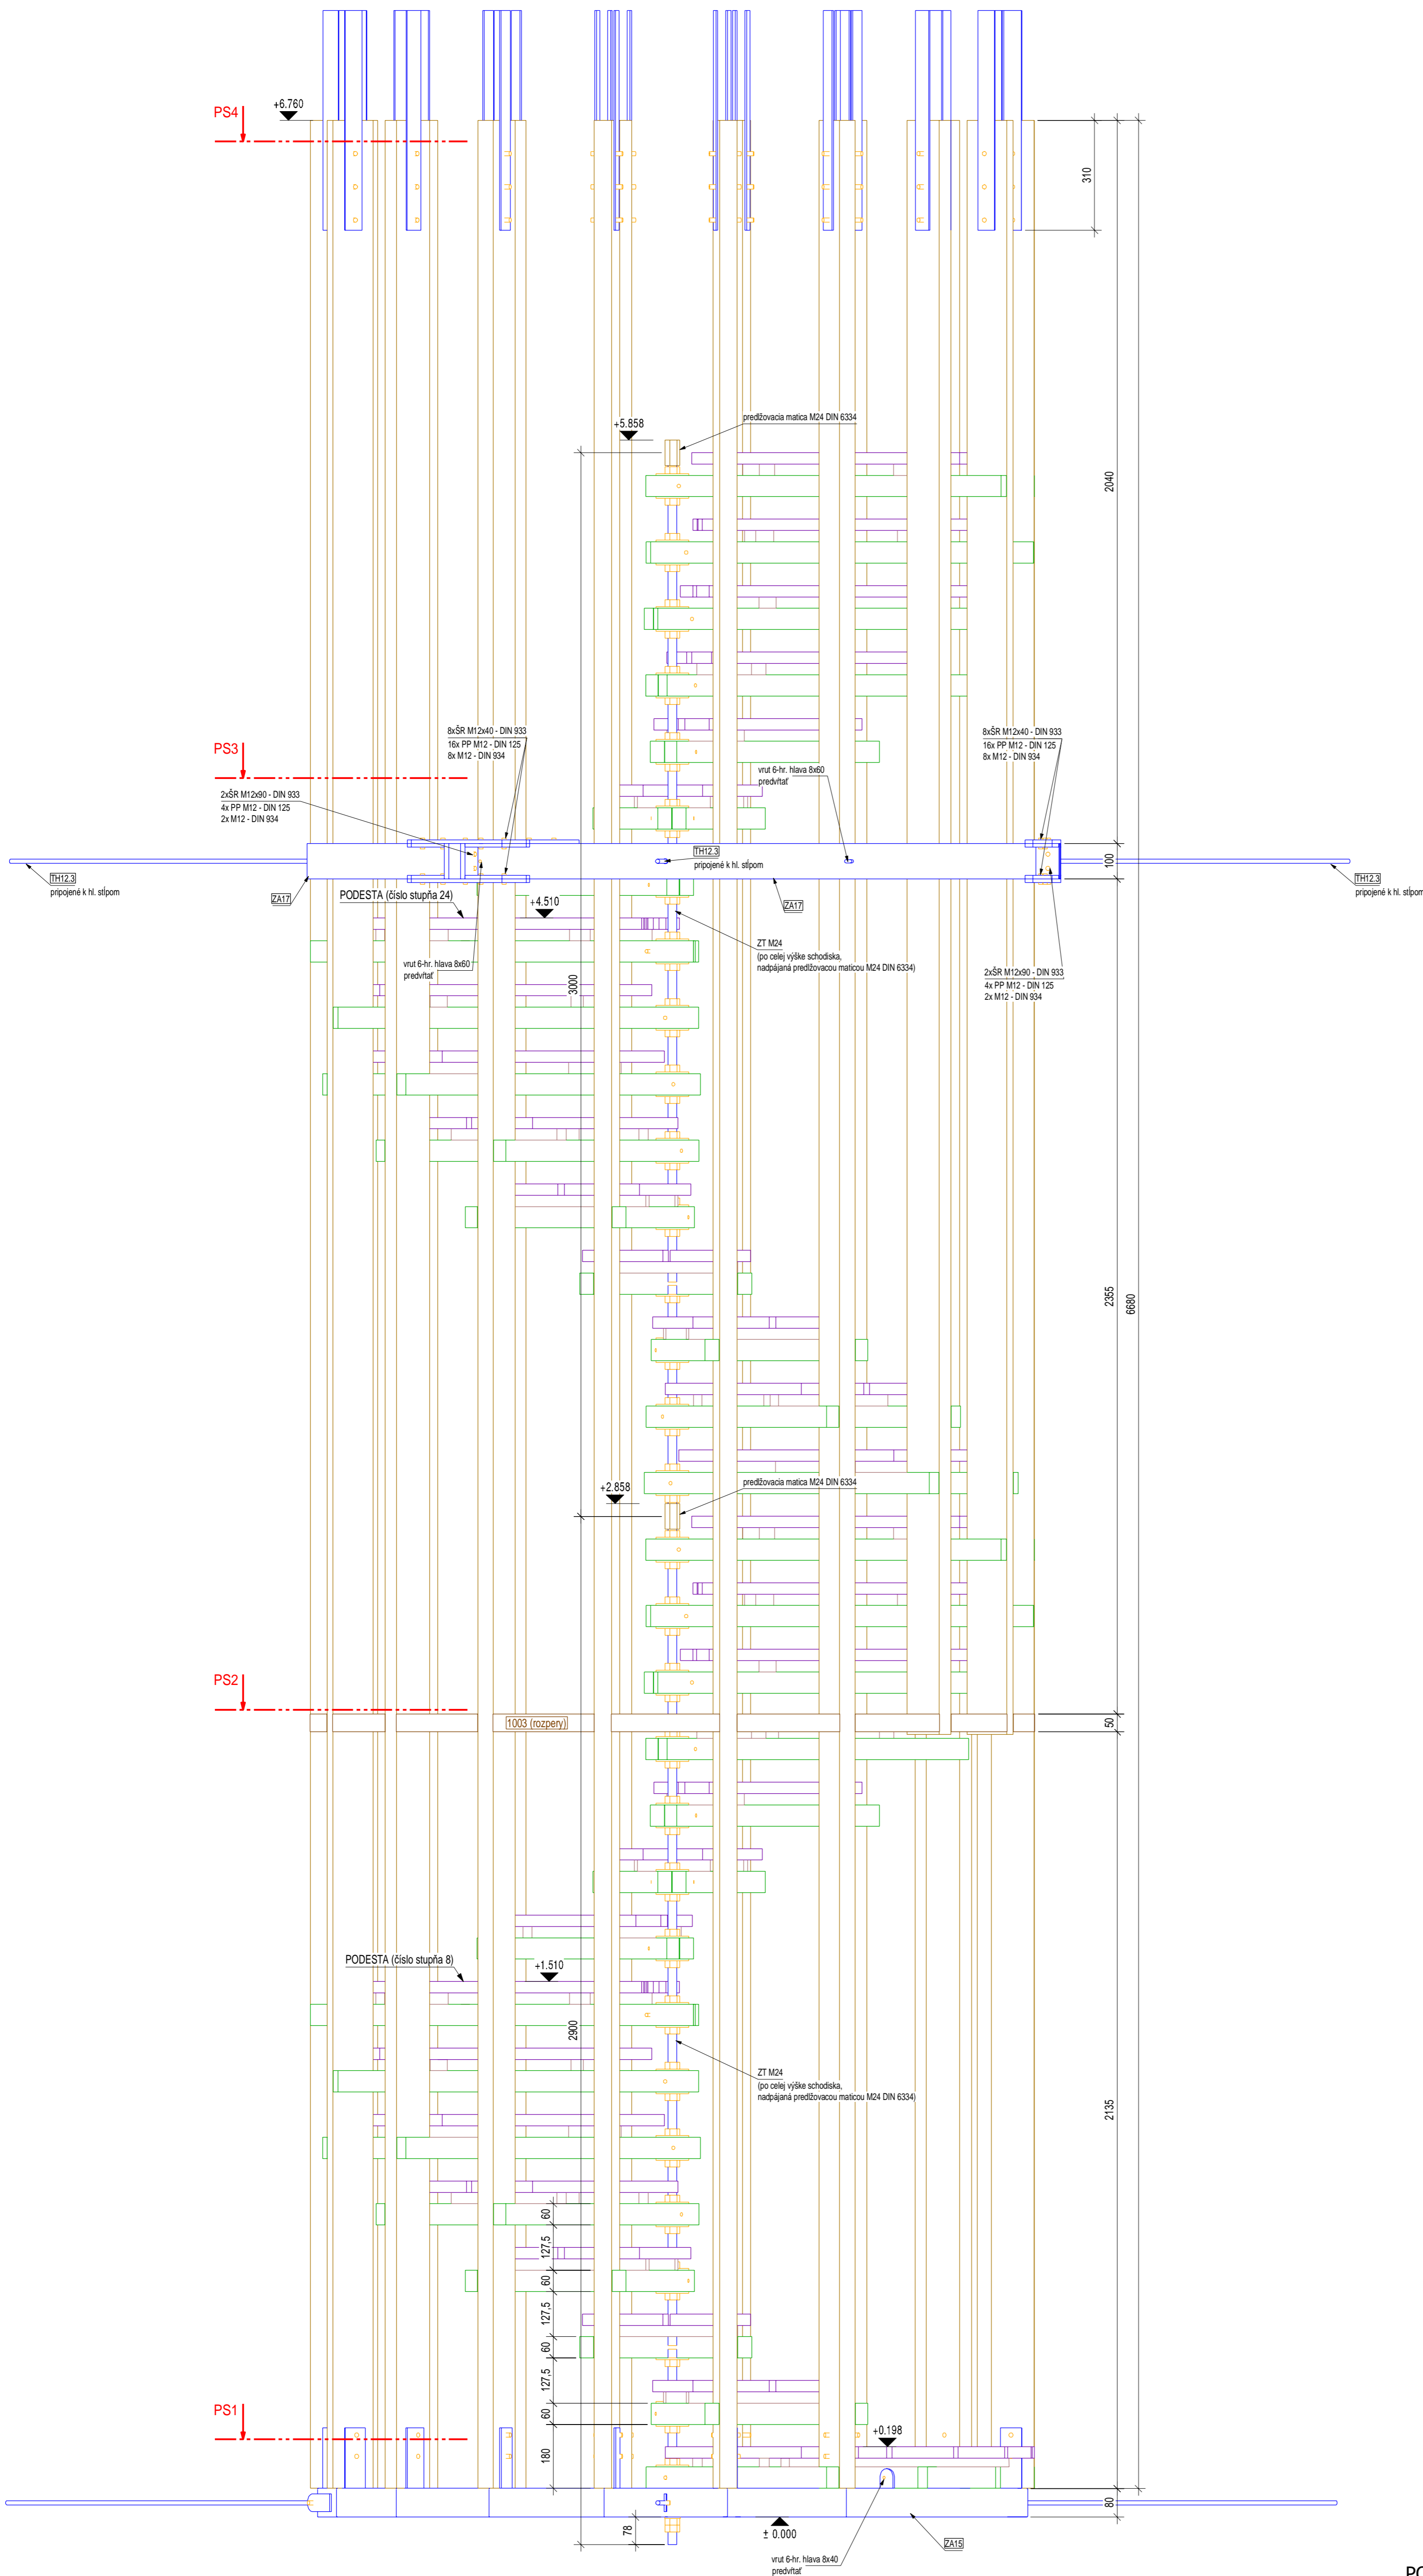 PS4
+6.760
310
+5.858
predlžovacia matica M24 DIN 6334
2040
PS3
8xŠR M12x40 - DIN 933
16x PP M12 - DIN 125
8x M12 - DIN 934
8xŠR M12x40 - DIN 933
16x PP M12 - DIN 125
8x M12 - DIN 934
vrut 6-hr. hlava 8x60
predvŕtať
2xŠR M12x90 - DIN 933
4x PP M12 - DIN 125
2x M12 - DIN 934
TH12.3
pripojené k hl. stĺpom
100
TH12.3
pripojené k hl. stĺpom
TH12.3
pripojené k hl. stĺpom
ZA17
PODESTA (číslo stupňa 24)
+4.510
ZA17
ZT M24
(po celej výške schodiska,
nadpájaná predlžovacou maticou M24 DIN 6334)
vrut 6-hr. hlava 8x60
predvŕtať
2xŠR M12x90 - DIN 933
4x PP M12 - DIN 125
2x M12 - DIN 934
3000
2355
6680
+2.858
predlžovacia matica M24 DIN 6334
PS2
1003 (rozpery)
50
PODESTA (číslo stupňa 8)
+1.510
2900
ZT M24
(po celej výške schodiska,
nadpájaná predlžovacou maticou M24 DIN 6334)
2135
60
127,5
60
127,5
60
127,5
60
PS1
+0.198
180
80
78
± 0.000
ZA15
vrut 6-hr. hlava 8x40
predvŕtať
PO